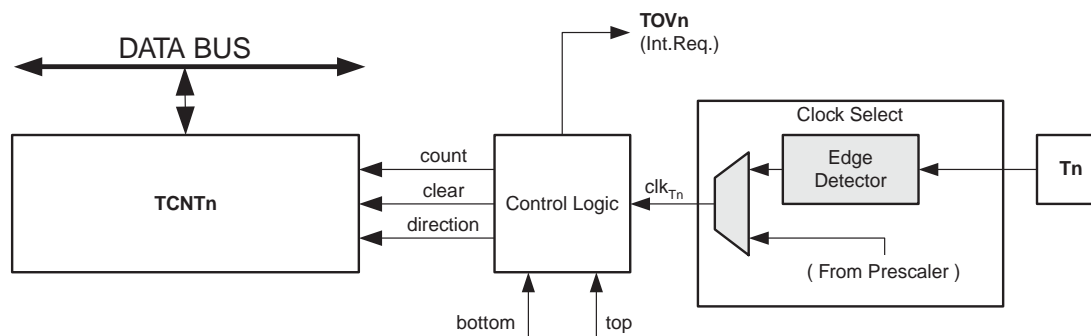 TOVn
(Int.Req.)
DATA BUS
Clock Select
count
Edge
Detector
Tn
TCNTn
clear
Control Logic
clkTn
direction
( From Prescaler )
bottom
top